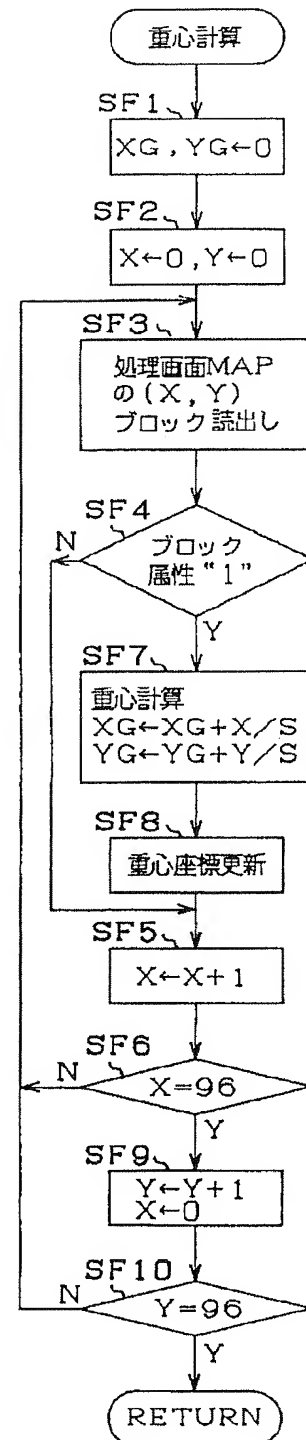 重心計算
SF1
XG,YG←0
SF2
X←0,Y←0
SF3
処理画面MAP
の(X,Y)
ブロック読出し
SF4
N
ブロック
属性“1”
Y
SF7
重心計算
XG←XG+X/S
YG←YG+Y/S
SF8
重心座標更新
SF5
X←X+1
SF6
N
X=96
Y
SF9
Y←Y+1
X←0
SF10
N
Y=96
Y
RETURN